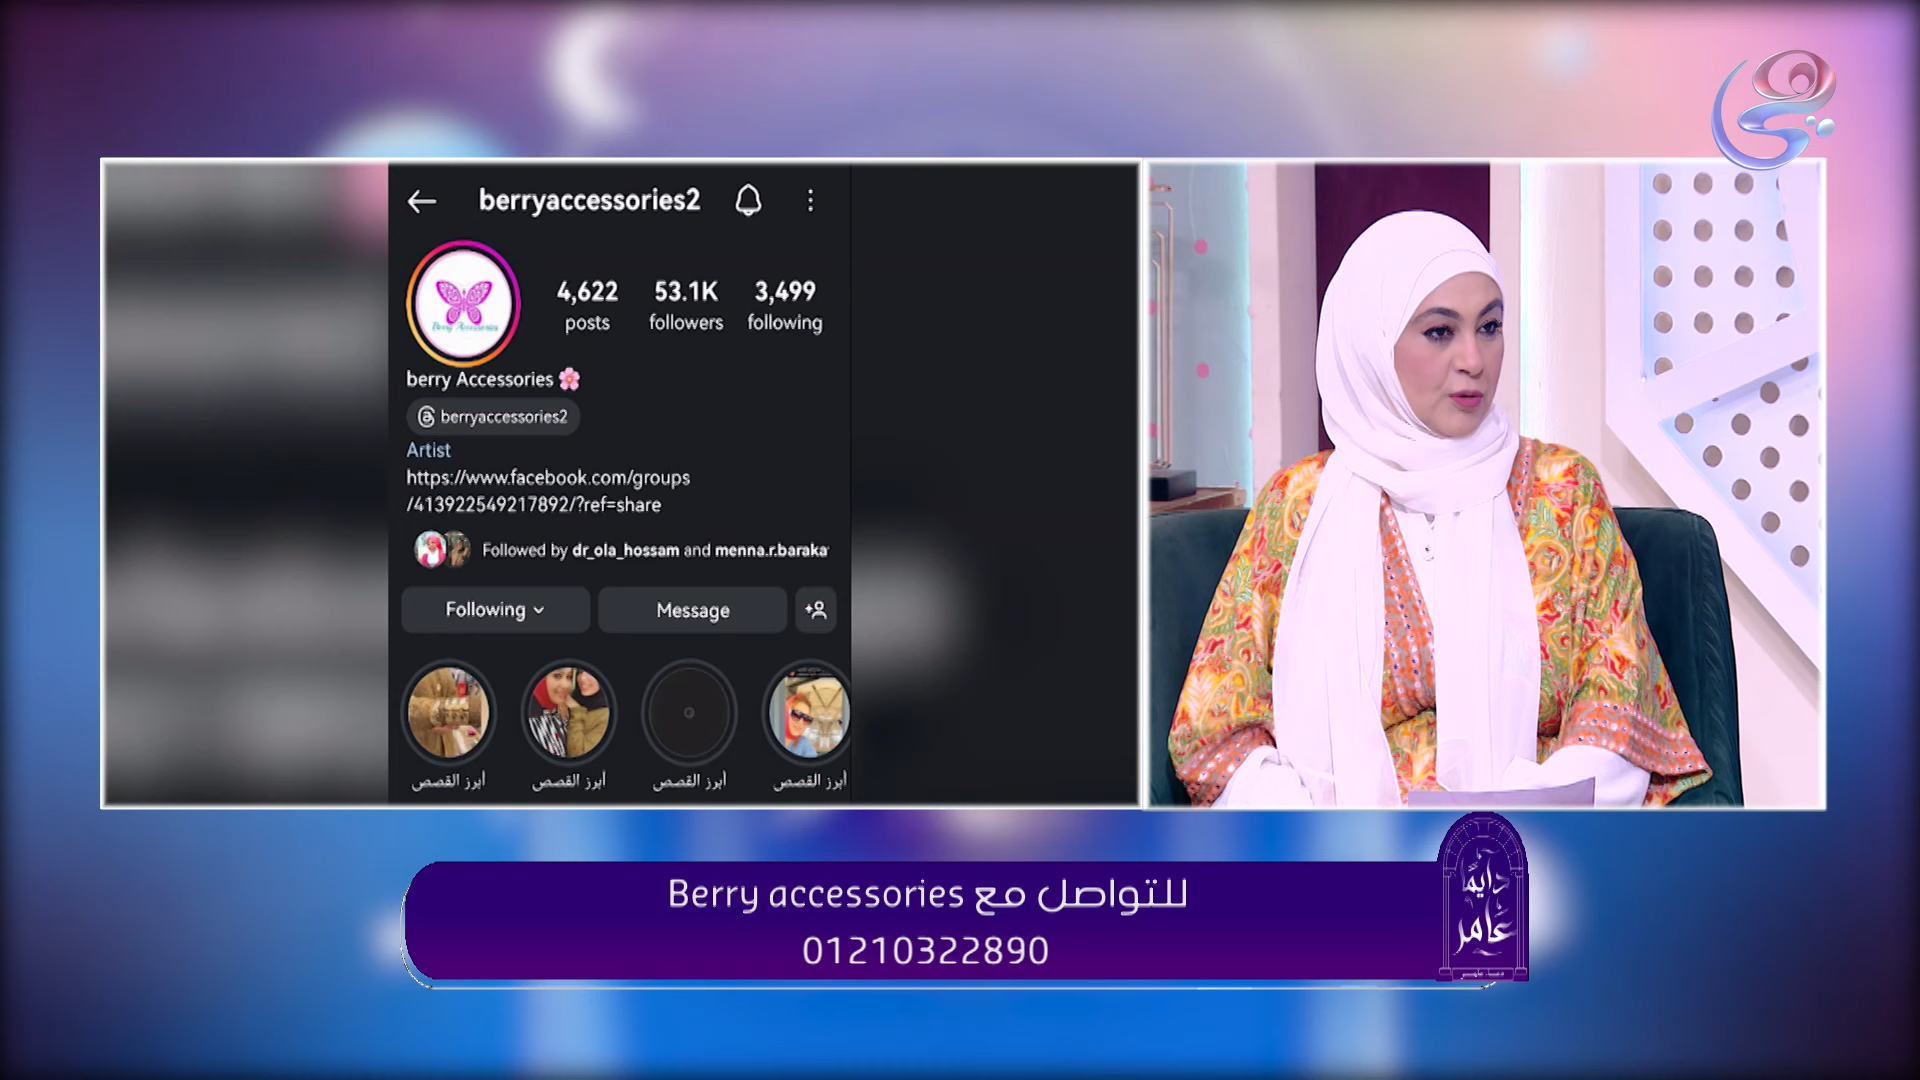 berryaccessories2
4,622 53.1K 3,499
posts followers following
Berry Accessories
berry Accessories
berryaccessories2
Artist
https://www.facebook.com/groups
/413922549217892/?ref=share
Followed by dr_ola_hossam and menna.r.baraka
Following Message
أبرز القصص أبرز القصص أبرز القصص أبرز القصص
للتواصل مع Berry accessories
01210322890
دايما
عامر